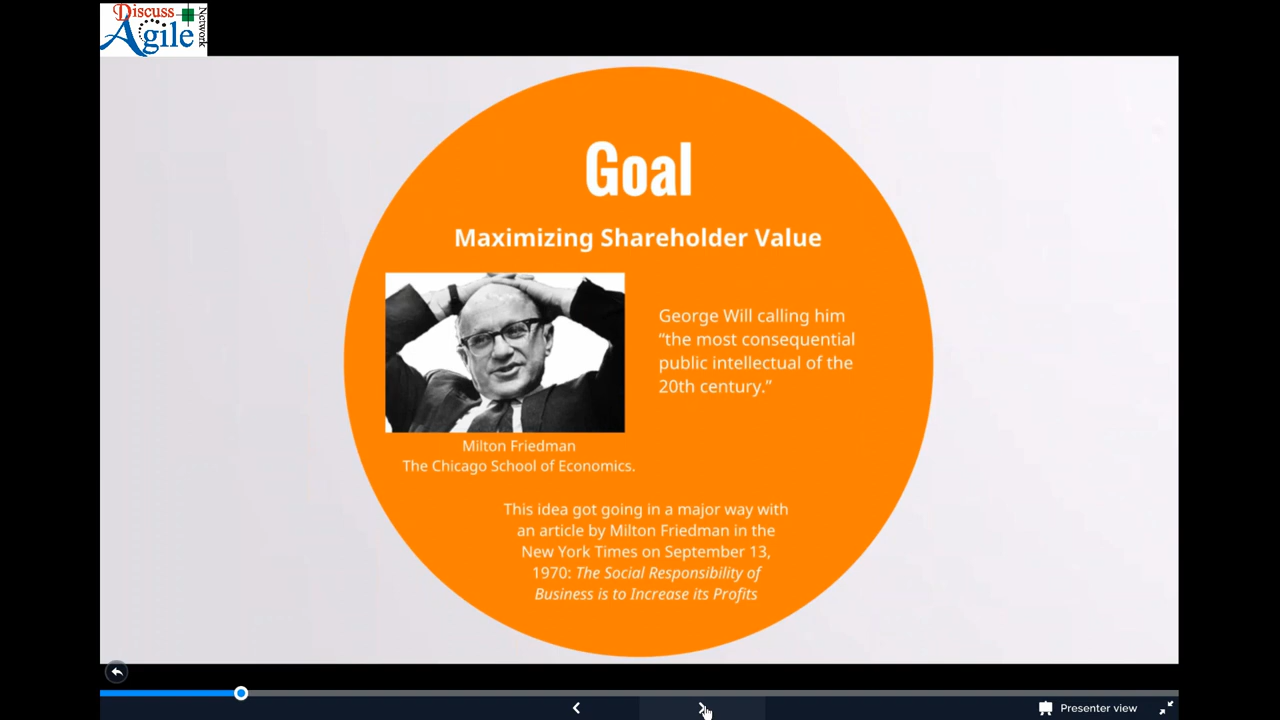 Discuss
Agile
Network
Goal
Maximizing Shareholder Value
George Will calling him
“the most consequential
public intellectual of the
20th century.”
Milton Friedman
The Chicago School of Economics.
This idea got going in a major way with
an article by Milton Friedman in the
New York Times on September 13,
1970: The Social Responsibility of
Business is to Increase its Profits
Presenter view